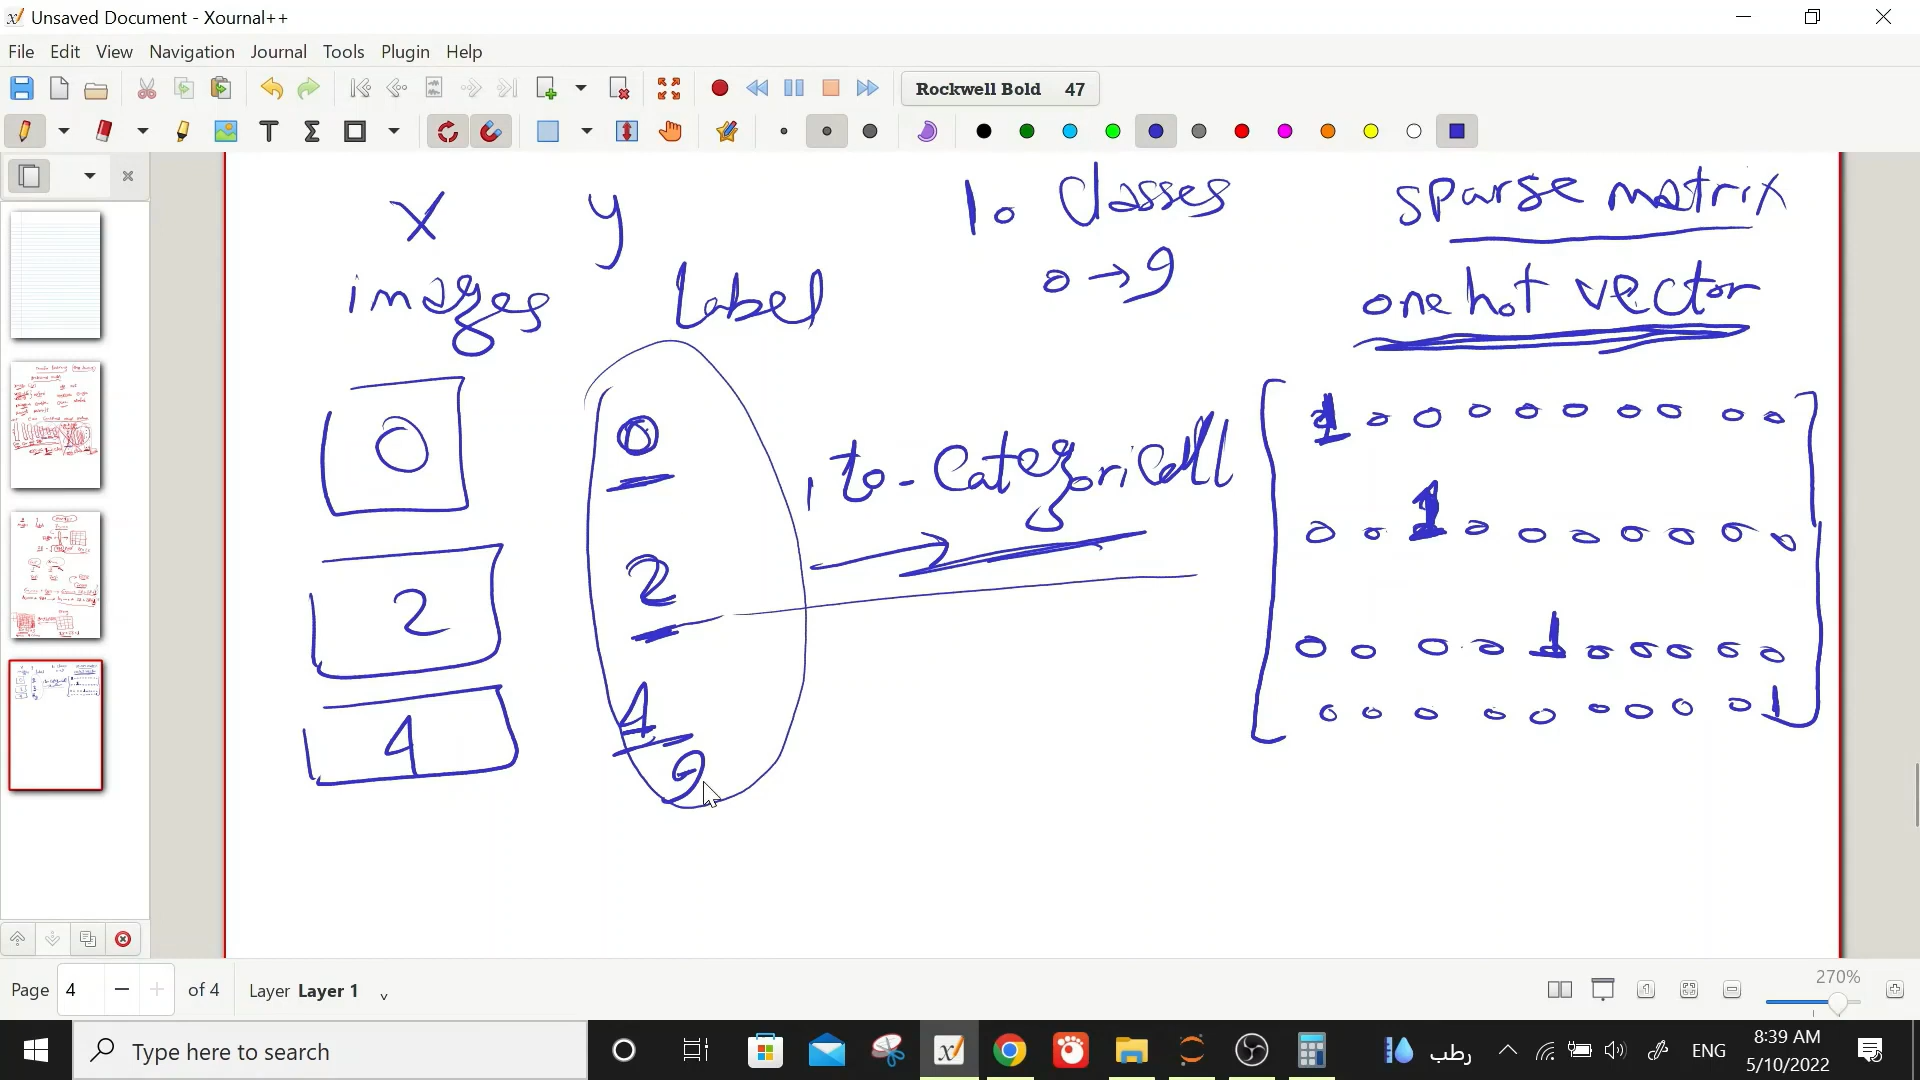 Unsaved Document - Xournal++
File Edit View Navigation Journal Tools Plugin Help
Rockwell Bold 47
x y 10 classes sparse matrix
images label 0 → 9 one hot vector
0 0 1 0 0 0 0 0 0 0 0 0
to-categoricall
2 2 0 0 1 0 0 0 0 0 0 0
4 4 0 0 0 0 1 0 0 0 0 0
9 0 0 0 0 0 0 0 0 0 1
Page 4 of 4 Layer Layer 1
270%
Type here to search
رطب
ENG
8:39 AM
5/10/2022